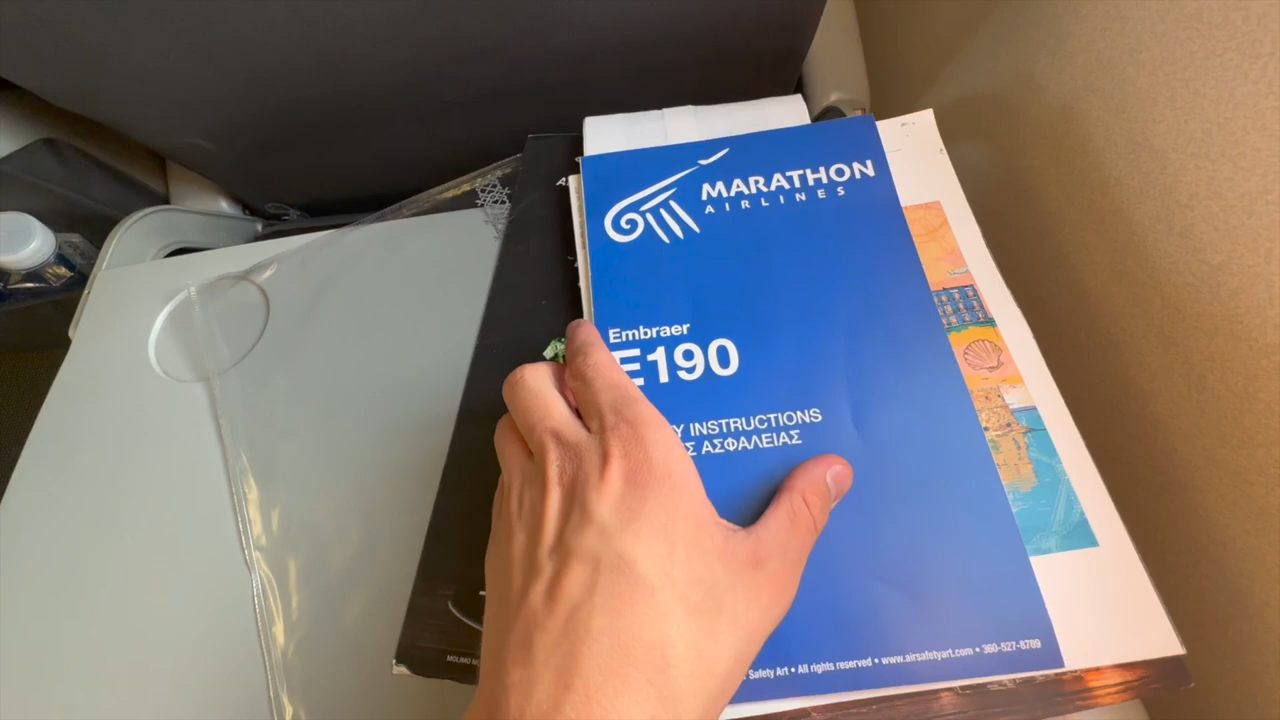 MARATHON
AIRLINES
Embraer
E190
Y INSTRUCTIONS
Σ ΑΣΦΑΛΕΙΑΣ
Safety Art • All rights reserved • www.airsafetyart.com • 360-527-8789